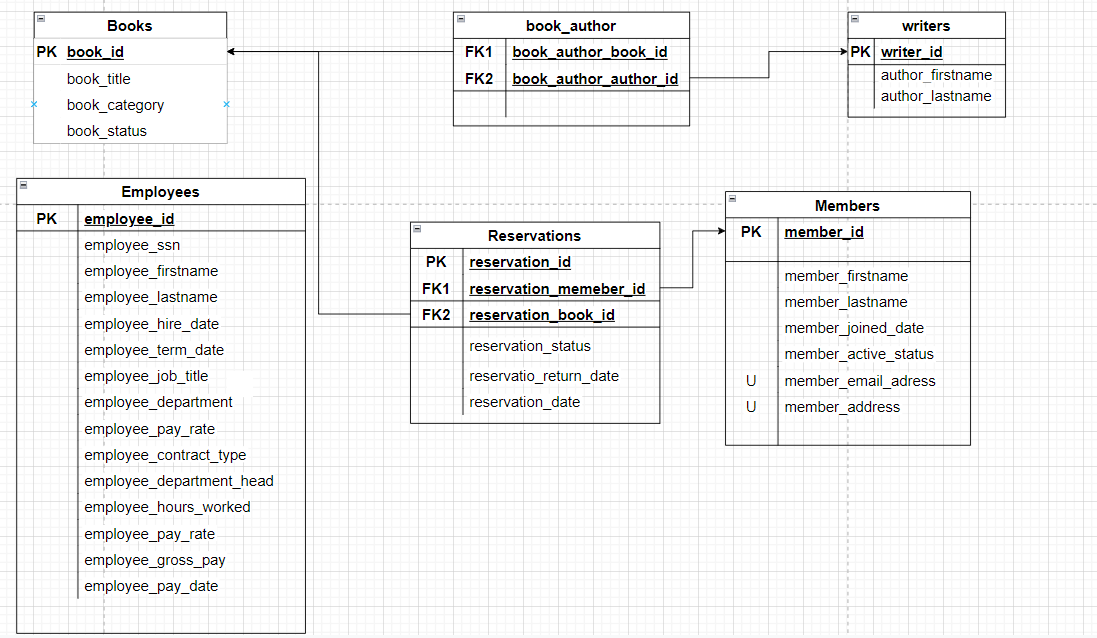 Books
PK book_id
book_title
book_category
book_status
book_author
FK1 book_author_book_id
FK2 book_author_author_id
writers
PK writer_id
author_firstname
author_lastname
Employees
PK employee_id
employee_ssn
employee_firstname
employee_lastname
employee_hire_date
employee_term_date
employee_job_title
employee_department
employee_pay_rate
employee_contract_type
employee_department_head
employee_hours_worked
employee_pay_rate
employee_gross_pay
employee_pay_date
Reservations
PK reservation_id
FK1 reservation_memeber_id
FK2 reservation_book_id
reservation_status
reservatio_return_date
reservation_date
Members
PK member_id
member_firstname
member_lastname
member_joined_date
member_active_status
U member_email_adress
U member_address